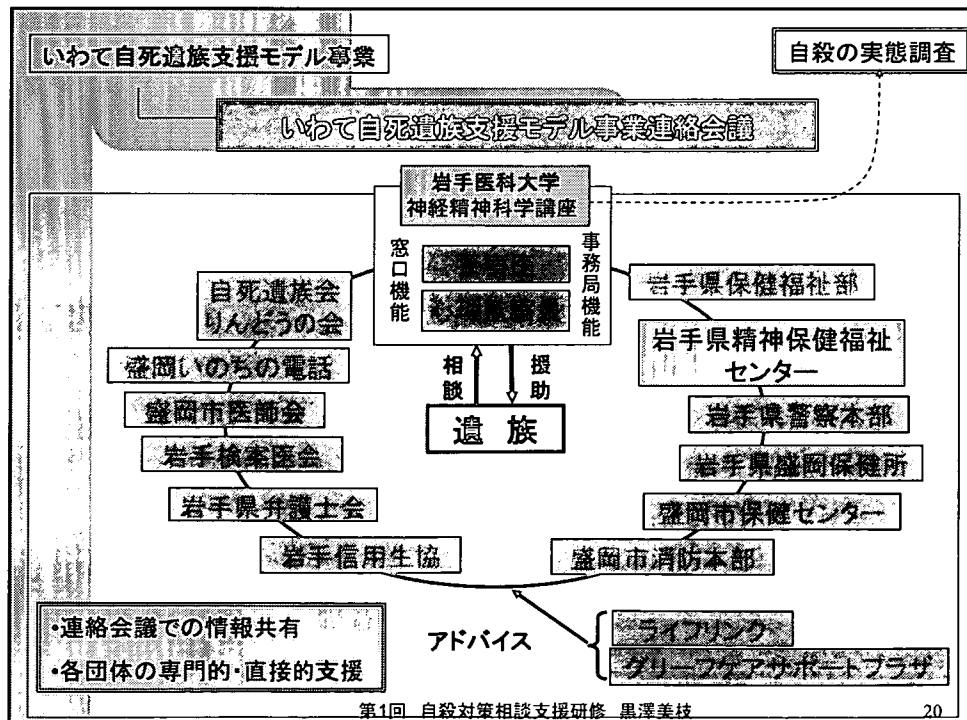 いわて自死遺族支援モデル事業
自殺の実態調査
いわて自死遺族支援モデル事業連絡会議
岩手医科大学
神経精神科学講座
窓口機能
事務局機能
自死遺族会
りんどうの会
盛岡いのちの電話
盛岡市医師会
岩手検案医会
岩手県弁護士会
岩手信用生協
相談
援助
遺族
岩手県保健福祉部
岩手県精神保健福祉
センター
岩手県警察本部
岩手県盛岡保健所
盛岡市保健センター
盛岡市消防本部
・連絡会議での情報共有
・各団体の専門的・直接的支援
アドバイス
ライフリンク
グリーフケアサポートプラザ
第1回 自殺対策相談支援研修 黒澤美枝
20